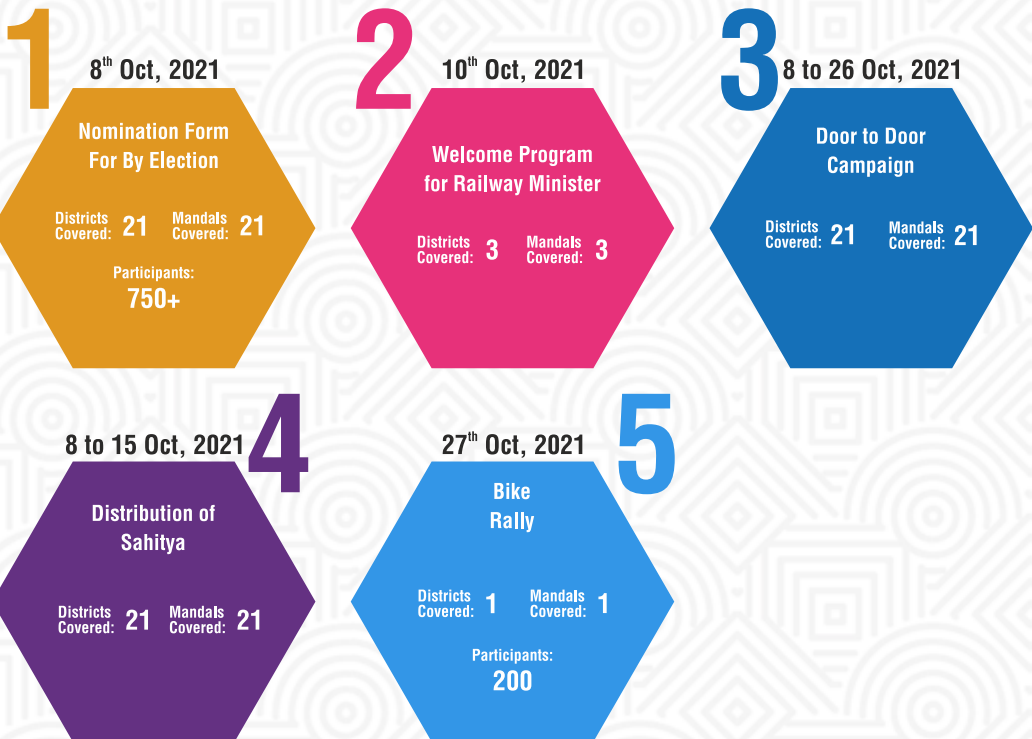 1
8th Oct, 2021
Nomination Form
For By Election
Districts Covered: 21 Mandals Covered: 21
Participants:
750+
2
10th Oct, 2021
Welcome Program
for Railway Minister
Districts Covered: 3 Mandals Covered: 3
3
8 to 26 Oct, 2021
Door to Door
Campaign
Districts Covered: 21 Mandals Covered: 21
4
8 to 15 Oct, 2021
Distribution of
Sahitya
Districts Covered: 21 Mandals Covered: 21
5
27th Oct, 2021
Bike
Rally
Districts Covered: 1 Mandals Covered: 1
Participants:
200